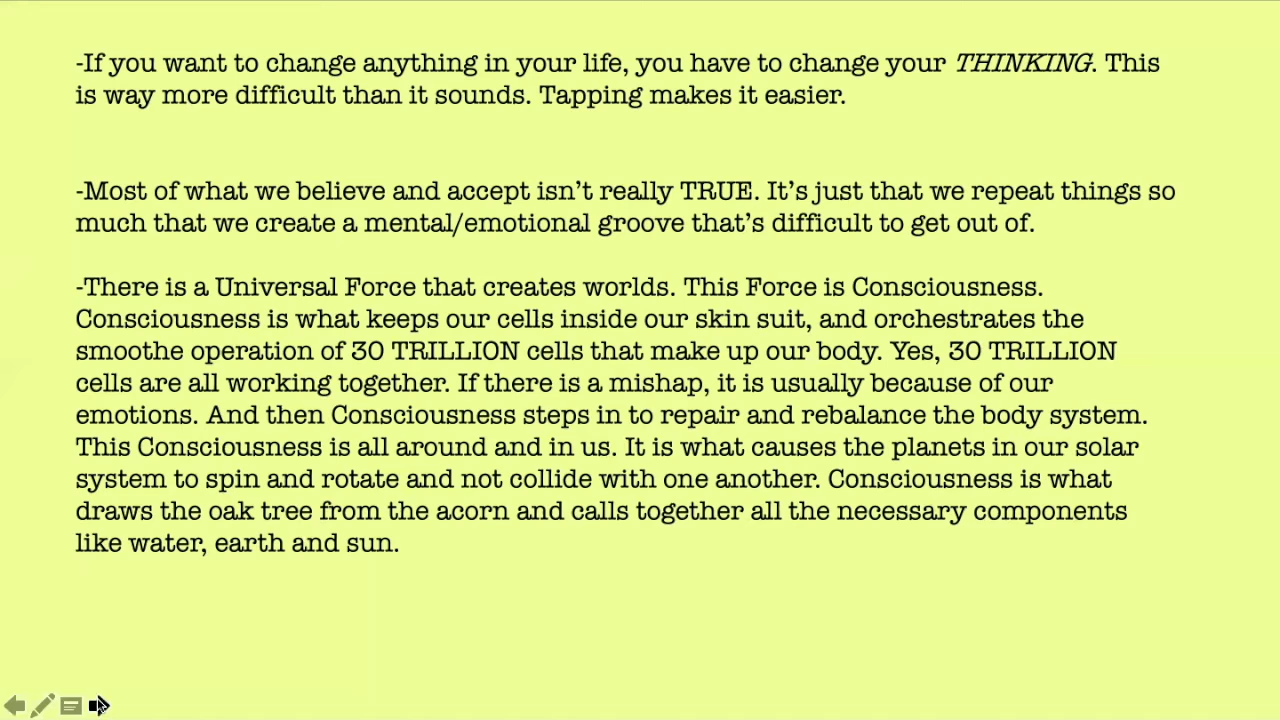 -If you want to change anything in your life, you have to change your THINKING. This
is way more difficult than it sounds. Tapping makes it easier.
-Most of what we believe and accept isn’t really TRUE. It’s just that we repeat things so
much that we create a mental/emotional groove that’s difficult to get out of.
-There is a Universal Force that creates worlds. This Force is Consciousness.
Consciousness is what keeps our cells inside our skin suit, and orchestrates the
smoothe operation of 30 TRILLION cells that make up our body. Yes, 30 TRILLION
cells are all working together. If there is a mishap, it is usually because of our
emotions. And then Consciousness steps in to repair and rebalance the body system.
This Consciousness is all around and in us. It is what causes the planets in our solar
system to spin and rotate and not collide with one another. Consciousness is what
draws the oak tree from the acorn and calls together all the necessary components
like water, earth and sun.